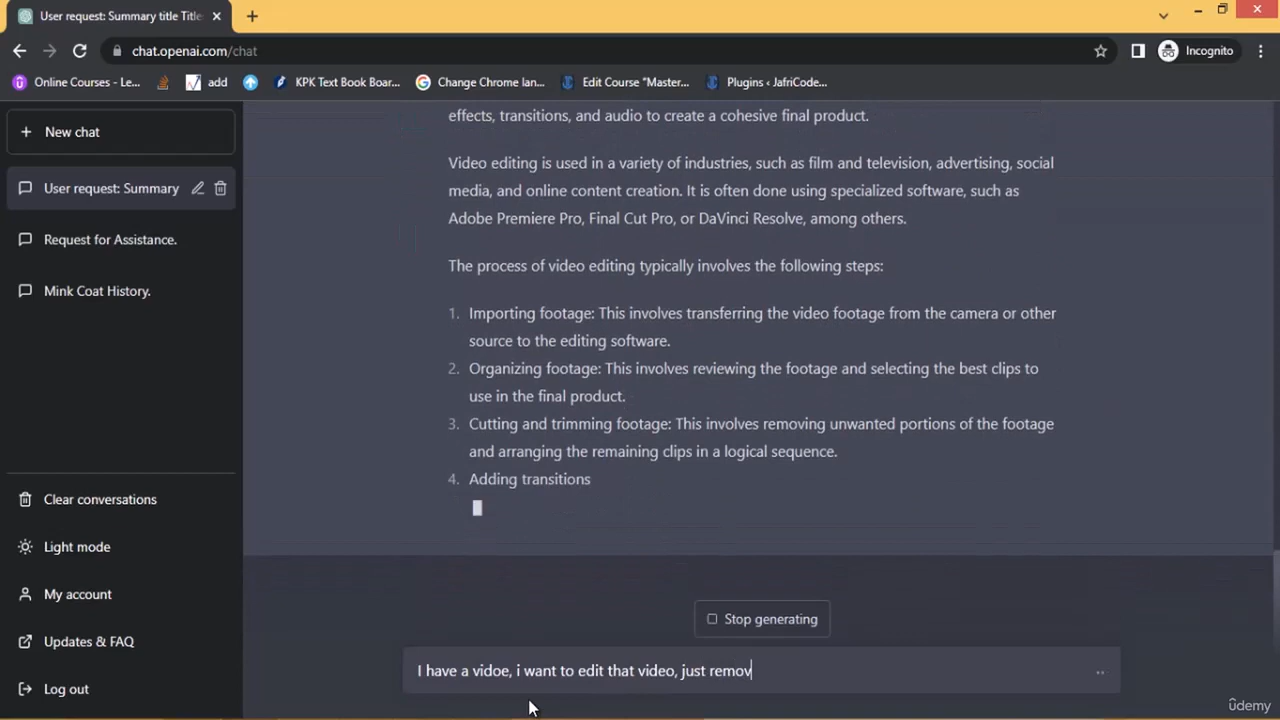 User request: Summary title Title
chat.openai.com/chat
Incognito
Online Courses - Le...
add
KPK Text Book Boar...
Change Chrome lan...
Edit Course "Master...
Plugins ‹ JafriCode...
New chat
User request: Summary
Request for Assistance.
Mink Coat History.
Clear conversations
Light mode
My account
Updates & FAQ
Log out
effects, transitions, and audio to create a cohesive final product.
Video editing is used in a variety of industries, such as film and television, advertising, social
media, and online content creation. It is often done using specialized software, such as
Adobe Premiere Pro, Final Cut Pro, or DaVinci Resolve, among others.
The process of video editing typically involves the following steps:
1. Importing footage: This involves transferring the video footage from the camera or other
source to the editing software.
2. Organizing footage: This involves reviewing the footage and selecting the best clips to
use in the final product.
3. Cutting and trimming footage: This involves removing unwanted portions of the footage
and arranging the remaining clips in a logical sequence.
4. Adding transitions
Stop generating
I have a vidoe, i want to edit that video, just remov
ûdemy